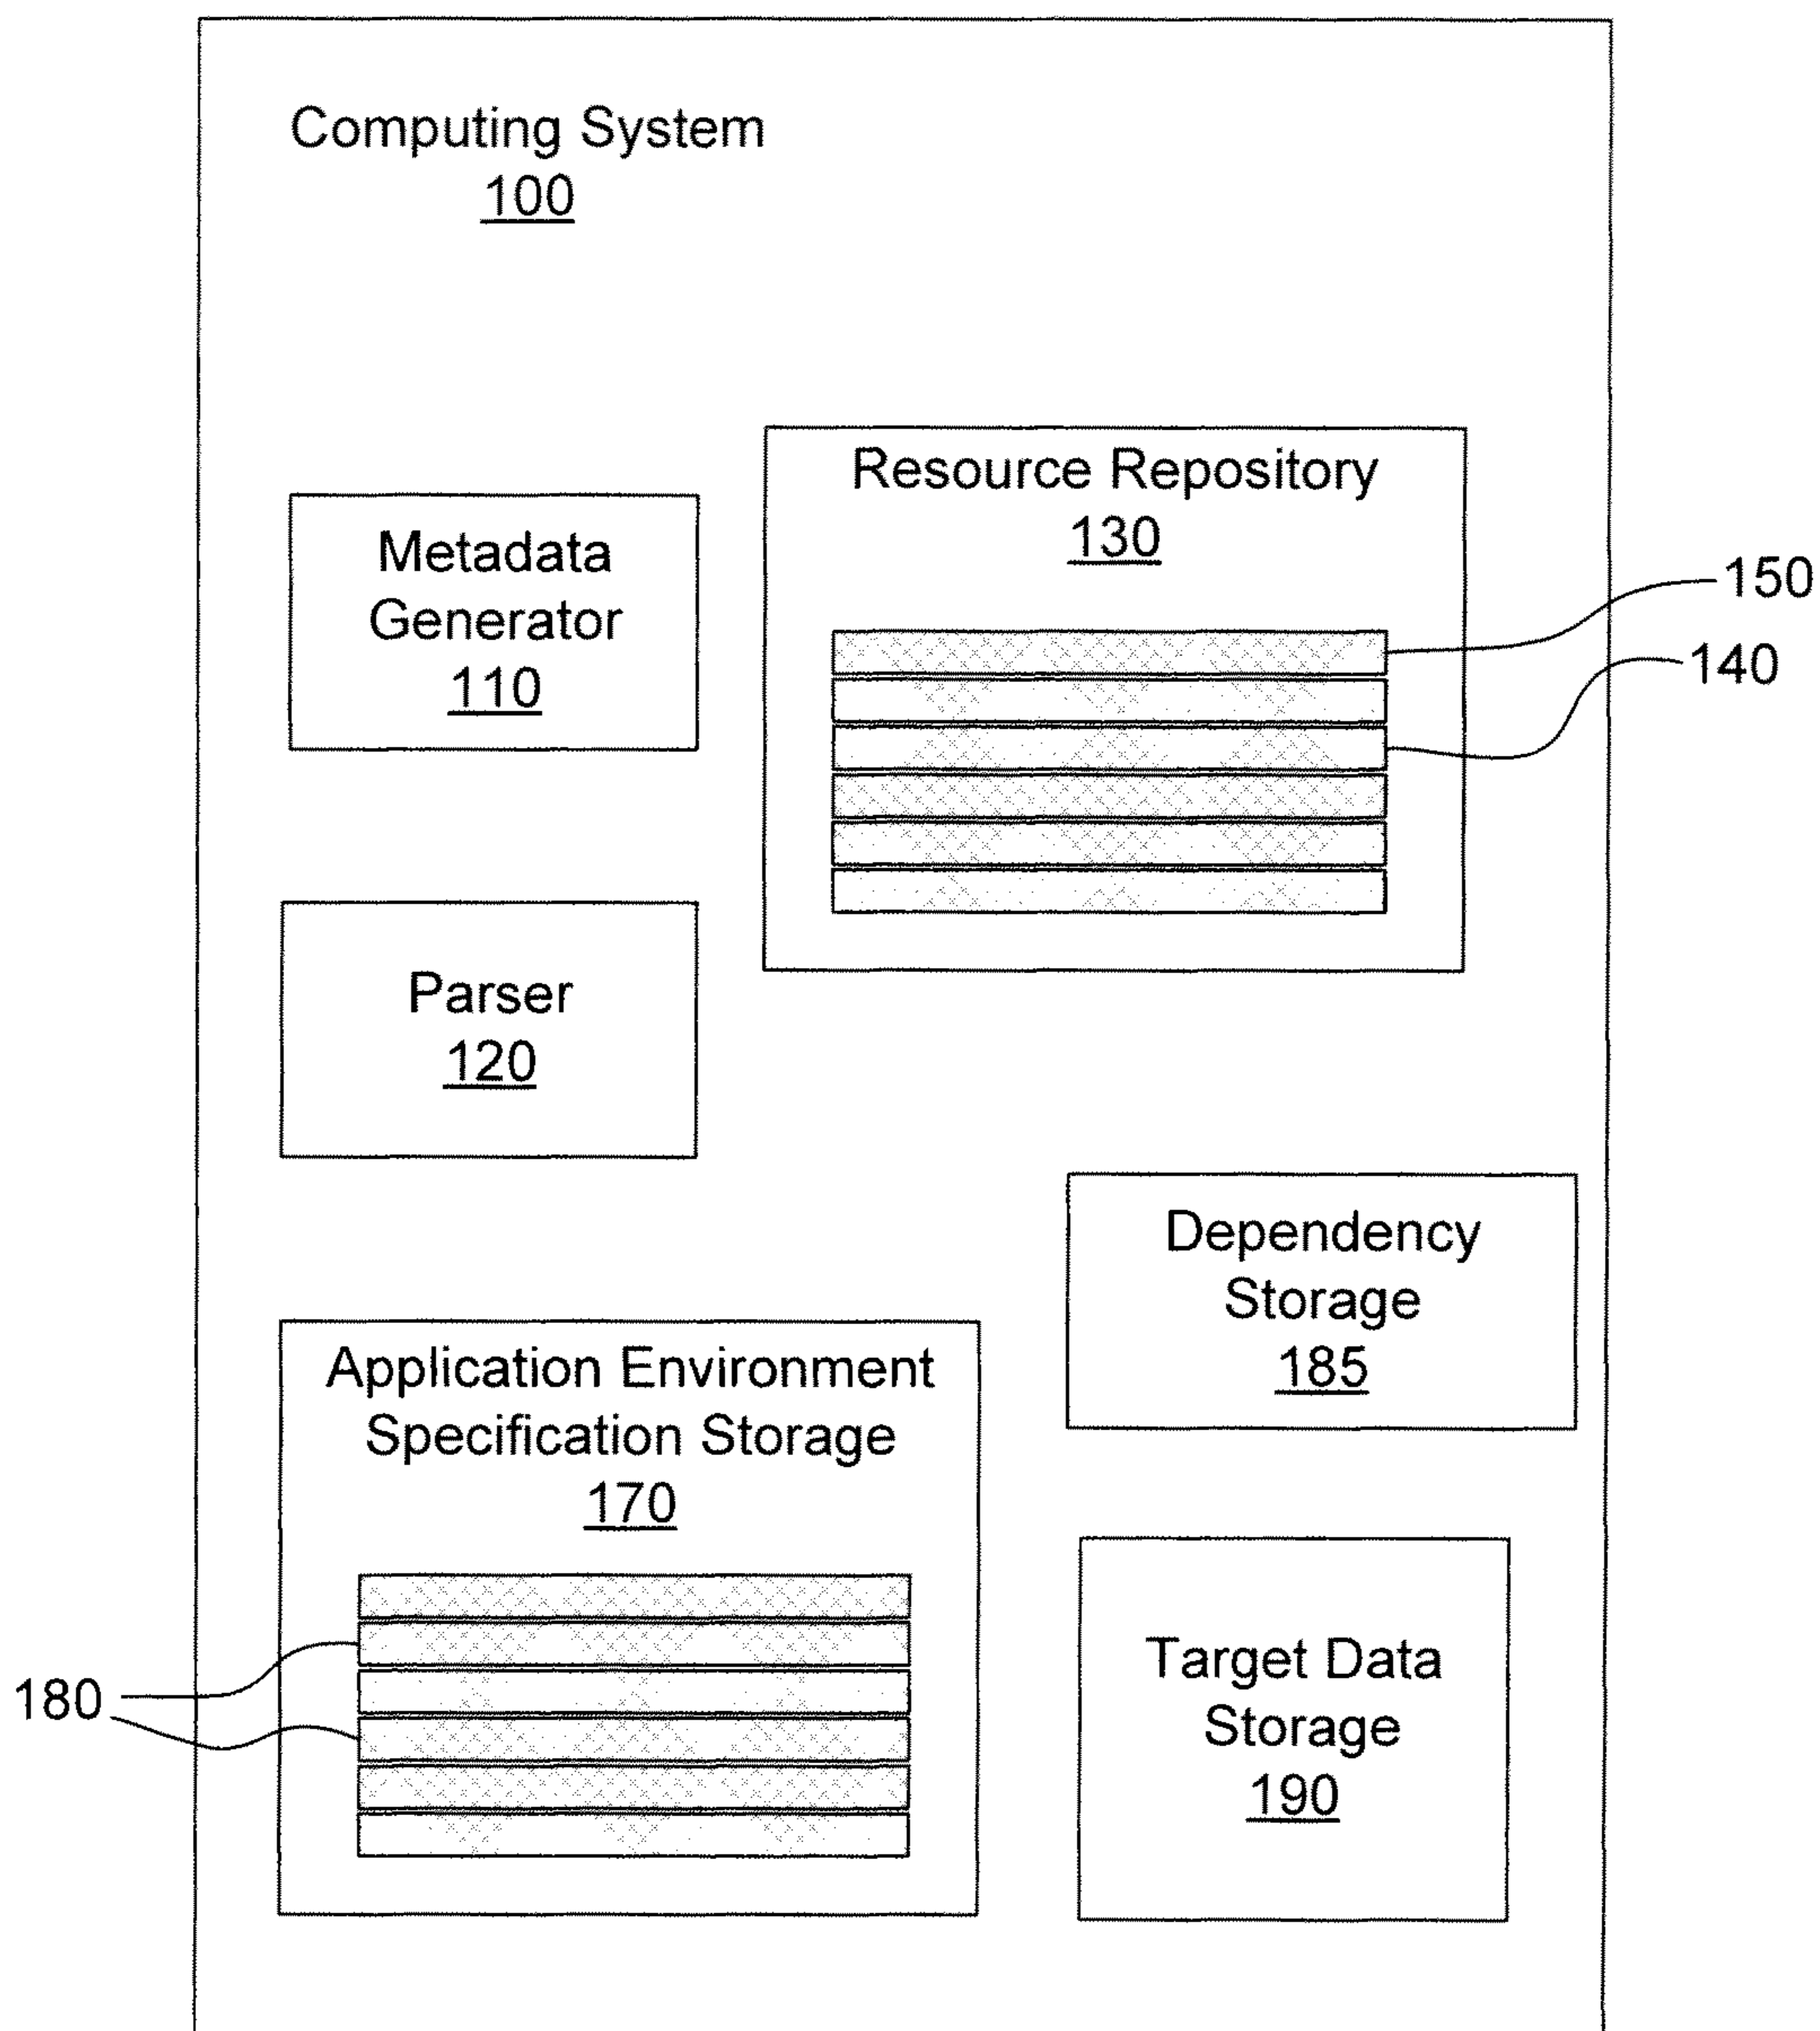 Computing System
100
Resource Repository
130
Metadata
Generator
110
150
140
Parser
120
Dependency
Storage
185
Application Environment
Specification Storage
170
180
Target Data
Storage
190